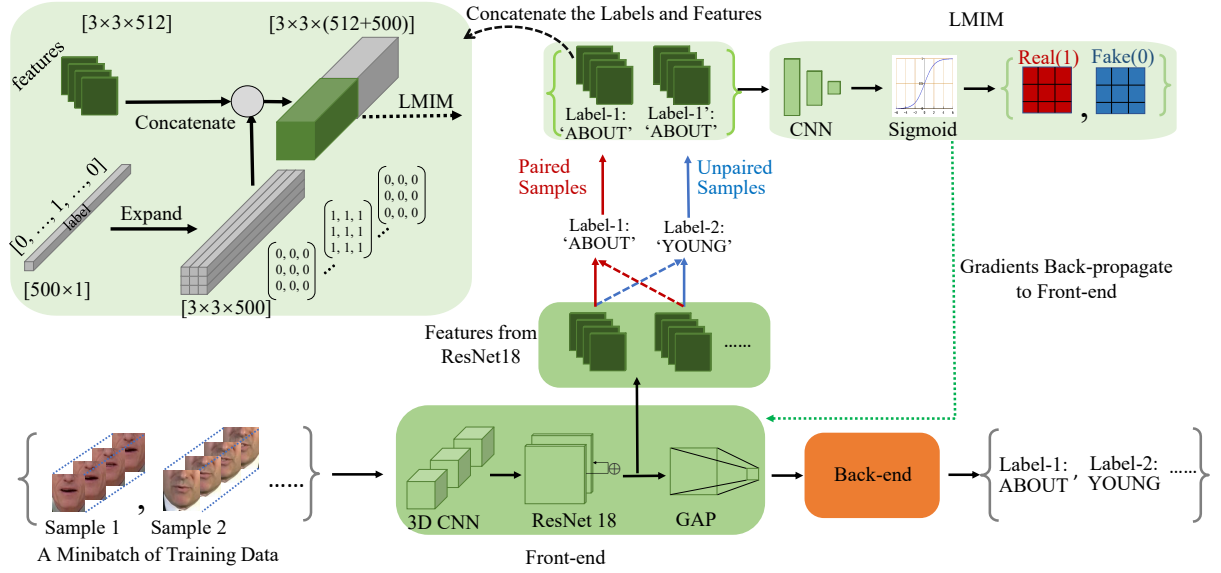 [3×3×512]
[3×3×(512+500)]
features
Concatenate
LMIM
[0, …, 1, …, 0]
label
Expand
[500×1]
[3×3×500]
0, 0, 0
0, 0, 0
0, 0, 0
...
1, 1, 1
1, 1, 1
1, 1, 1
...
0, 0, 0
0, 0, 0
0, 0, 0
Concatenate the Labels and Features
Label-1:
‘ABOUT’
Label-1’:
‘ABOUT’
LMIM
CNN
Sigmoid
Real(1)
,
Fake(0)
Paired
Samples
Unpaired
Samples
Label-1:
‘ABOUT’
Label-2:
‘YOUNG’
Gradients Back-propagate
to Front-end
Features from
ResNet18
......
Sample 1
,
Sample 2
......
A Minibatch of Training Data
3D CNN
ResNet 18
GAP
Front-end
Back-end
Label-1:
ABOUT
,
Label-2:
YOUNG
......